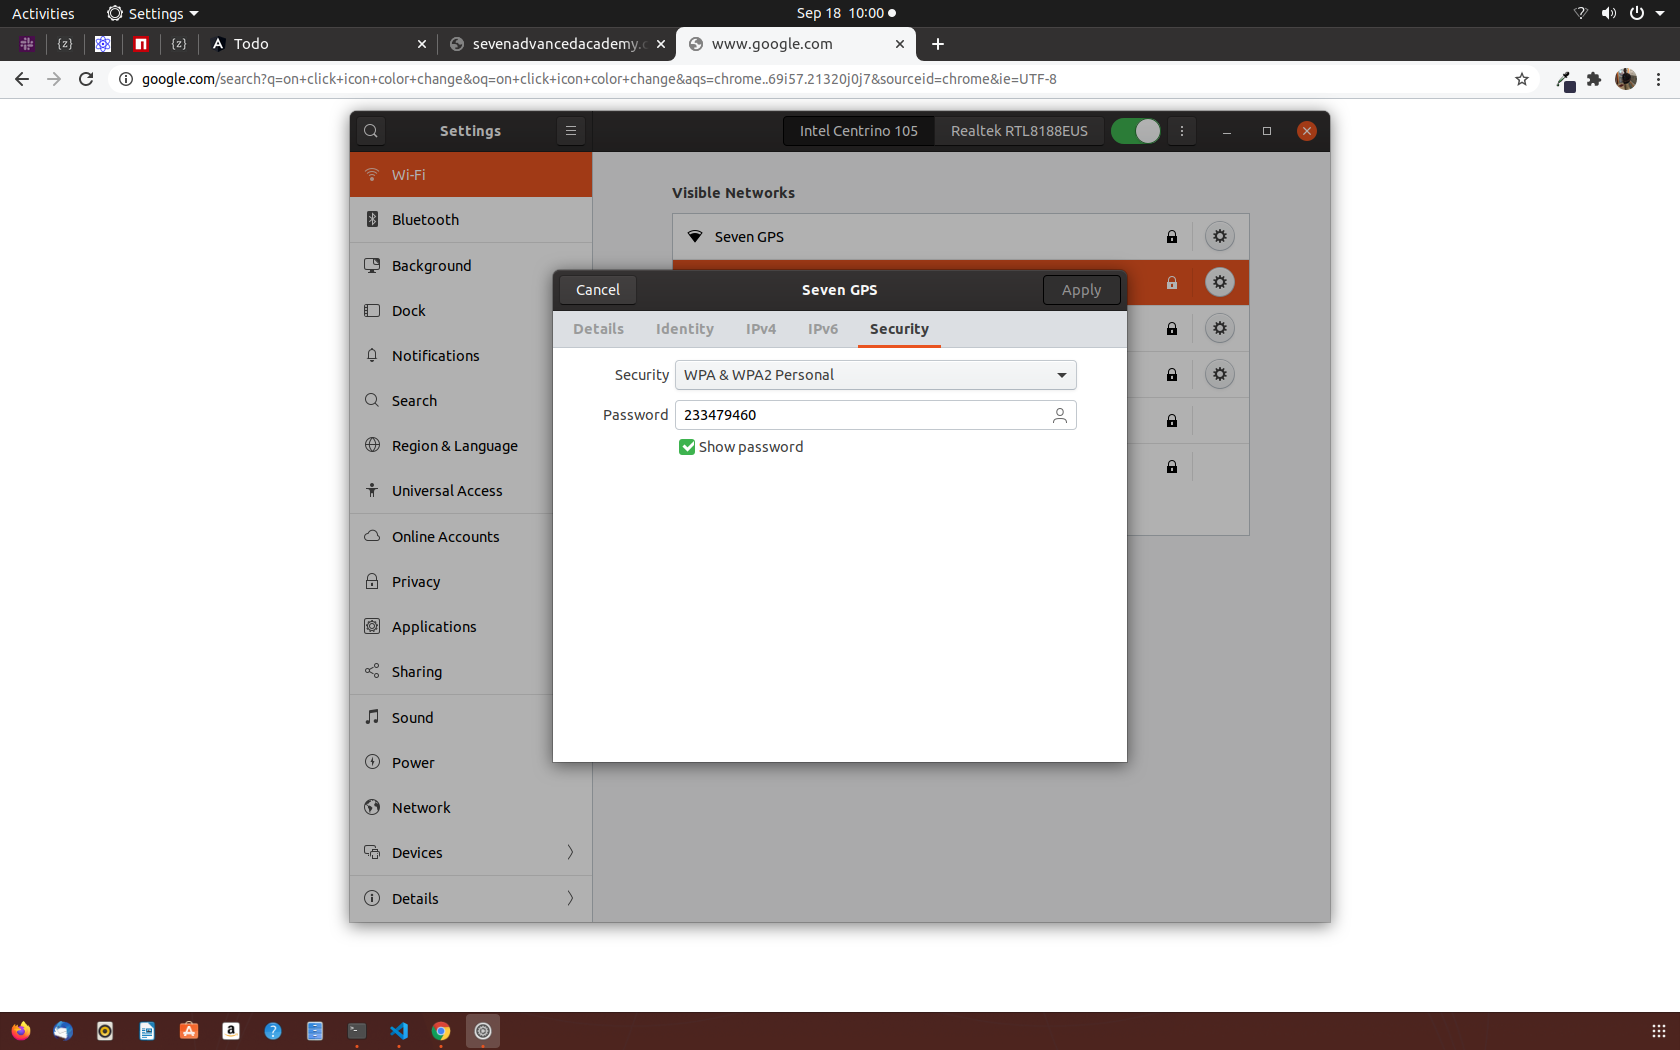 Activities
Settings
Sep 18 10:00
{z}
{z}
Todo
sevenadvancedacademy.c
www.google.com
google.com/search?q=on+click+icon+color+change&oq=on+click+icon+color+change&aqs=chrome..69i57.21320j0j7&sourceid=chrome&ie=UTF-8
Settings
Intel Centrino 105
Realtek RTL8188EUS
Wi-Fi
Bluetooth
Background
Dock
Notifications
Search
Region & Language
Universal Access
Online Accounts
Privacy
Applications
Sharing
Sound
Power
Network
Devices
Details
Visible Networks
Seven GPS
Cancel
Seven GPS
Apply
Details
Identity
IPv4
IPv6
Security
Security
WPA & WPA2 Personal
Password
233479460
Show password